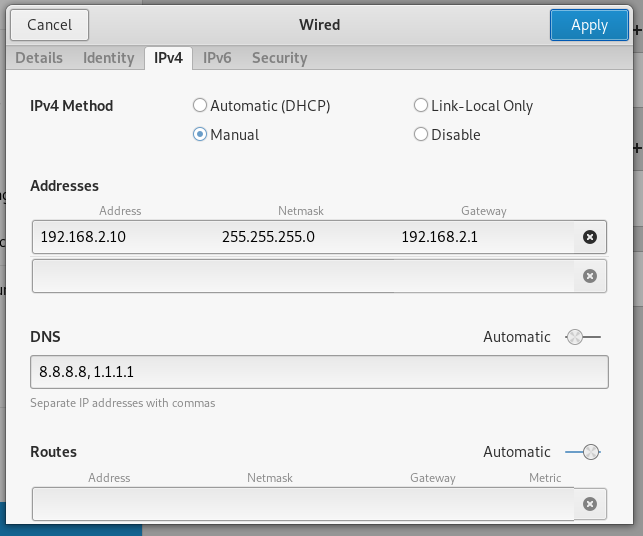 Cancel Wired Apply
Details Identity IPv4 IPv6 Security
IPv4 Method Automatic (DHCP) Link-Local Only
Manual Disable
Addresses
Address Netmask Gateway
192.168.2.10 255.255.255.0 192.168.2.1
DNS Automatic
8.8.8.8, 1.1.1.1
Separate IP addresses with commas
Routes Automatic
Address Netmask Gateway Metric